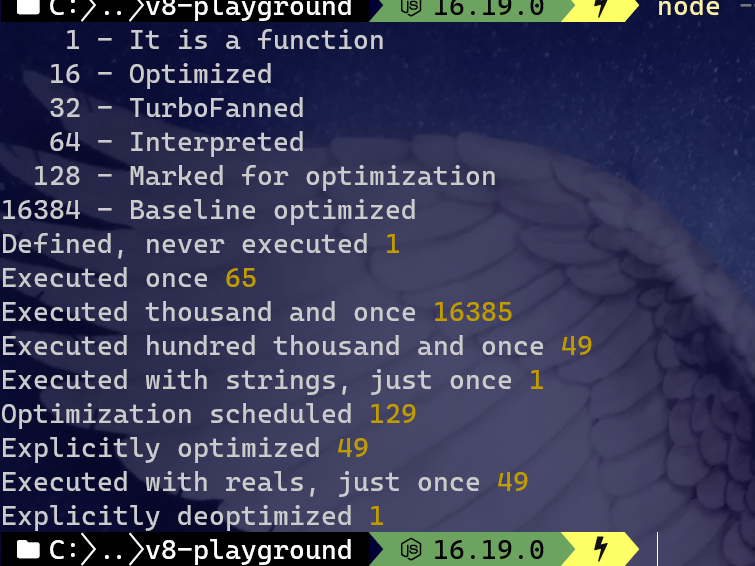 C:❯..❯v8-playground JS 16.19.0 node
1 - It is a function
16 - Optimized
32 - TurboFanned
64 - Interpreted
128 - Marked for optimization
16384 - Baseline optimized
Defined, never executed 1
Executed once 65
Executed thousand and once 16385
Executed hundred thousand and once 49
Executed with strings, just once 1
Optimization scheduled 129
Explicitly optimized 49
Executed with reals, just once 49
Explicitly deoptimized 1
C:❯..❯v8-playground JS 16.19.0